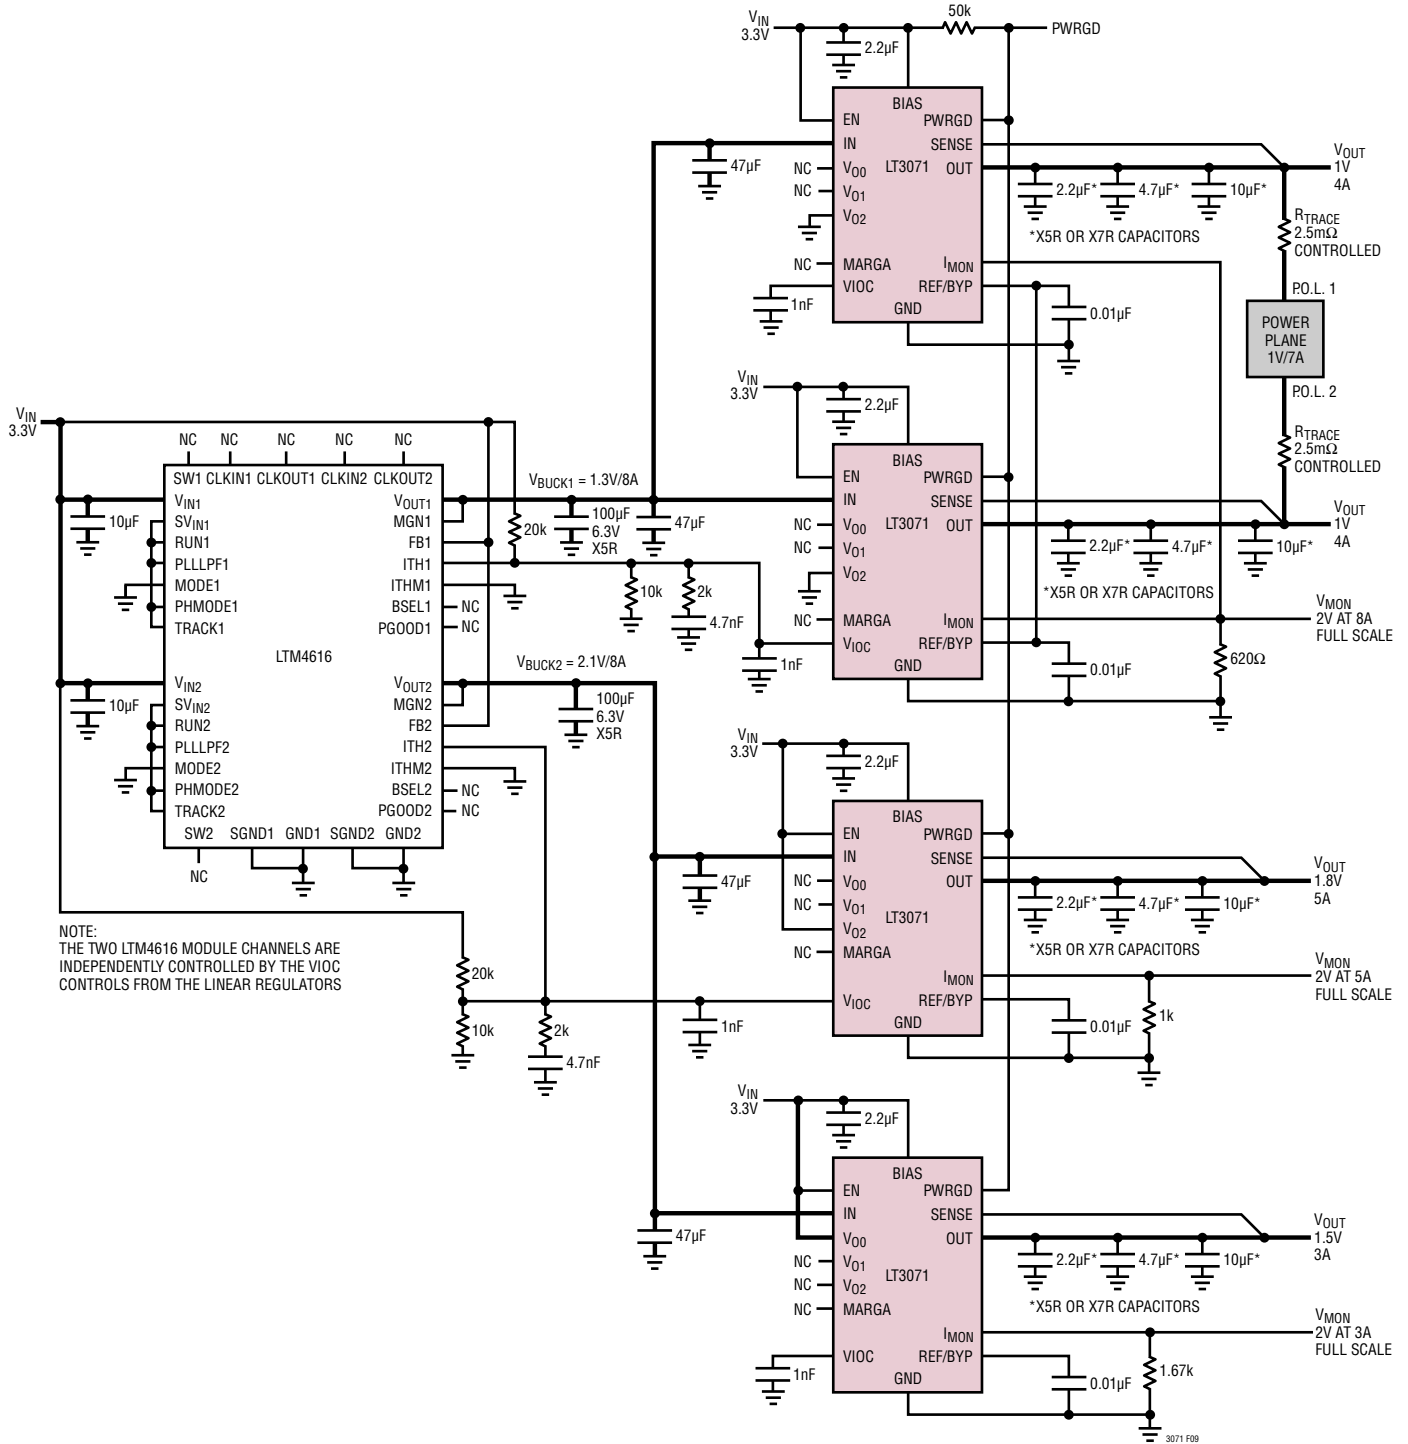 VIN
3.3V
50k
PWRGD
2.2µF
BIAS
EN
PWRGD
IN
SENSE
47µF
NC
VO0
LT3071
OUT
NC
VO1
VO2
2.2µF*
4.7µF*
10µF*
VOUT
1V
4A
*X5R OR X7R CAPACITORS
RTRACE
2.5mΩ
CONTROLLED
NC
MARGA
IMON
VIOC
REF/BYP
1nF
GND
0.01µF
P.O.L. 1
POWER
PLANE
1V/7A
P.O.L. 2
VIN
3.3V
2.2µF
BIAS
EN
PWRGD
IN
SENSE
NC
VO0
LT3071
OUT
NC
VO1
VO2
2.2µF*
4.7µF*
10µF*
RTRACE
2.5mΩ
CONTROLLED
VOUT
1V
4A
*X5R OR X7R CAPACITORS
NC
MARGA
IMON
VIOC
REF/BYP
1nF
GND
0.01µF
620Ω
VMON
2V AT 8A
FULL SCALE
VIN
3.3V
NC
NC
NC
NC
NC
SW1
CLKIN1
CLKOUT1
CLKIN2
CLKOUT2
10µF
VIN1
SVIN1
RUN1
PLLLPF1
MODE1
PHMODE1
TRACK1
VOUT1
MGN1
FB1
ITH1
ITHM1
BSEL1
NC
PGOOD1
NC
VBUCK1 = 1.3V/8A
100µF
6.3V
X5R
47µF
20k
10k
2k
4.7nF
LTM4616
10µF
VIN2
SVIN2
RUN2
PLLLPF2
MODE2
PHMODE2
TRACK2
VOUT2
MGN2
FB2
ITH2
ITHM2
BSEL2
NC
PGOOD2
NC
VBUCK2 = 2.1V/8A
100µF
6.3V
X5R
SW2
SGND1
GND1
SGND2
GND2
NC
NOTE:
THE TWO LTM4616 MODULE CHANNELS ARE
INDEPENDENTLY CONTROLLED BY THE VIOC
CONTROLS FROM THE LINEAR REGULATORS
20k
10k
2k
4.7nF
VIN
3.3V
2.2µF
BIAS
EN
PWRGD
IN
SENSE
47µF
NC
VO0
OUT
NC
VO1
LT3071
VO2
NC
MARGA
2.2µF*
4.7µF*
10µF*
VOUT
1.8V
5A
*X5R OR X7R CAPACITORS
IMON
VIOC
REF/BYP
1nF
GND
0.01µF
1k
VMON
2V AT 5A
FULL SCALE
VIN
3.3V
2.2µF
BIAS
EN
PWRGD
IN
SENSE
47µF
VO0
OUT
NC
VO1
LT3071
NC
VO2
NC
MARGA
2.2µF*
4.7µF*
10µF*
VOUT
1.5V
3A
*X5R OR X7R CAPACITORS
IMON
VIOC
REF/BYP
1nF
GND
0.01µF
1.67k
VMON
2V AT 3A
FULL SCALE
3071 F09